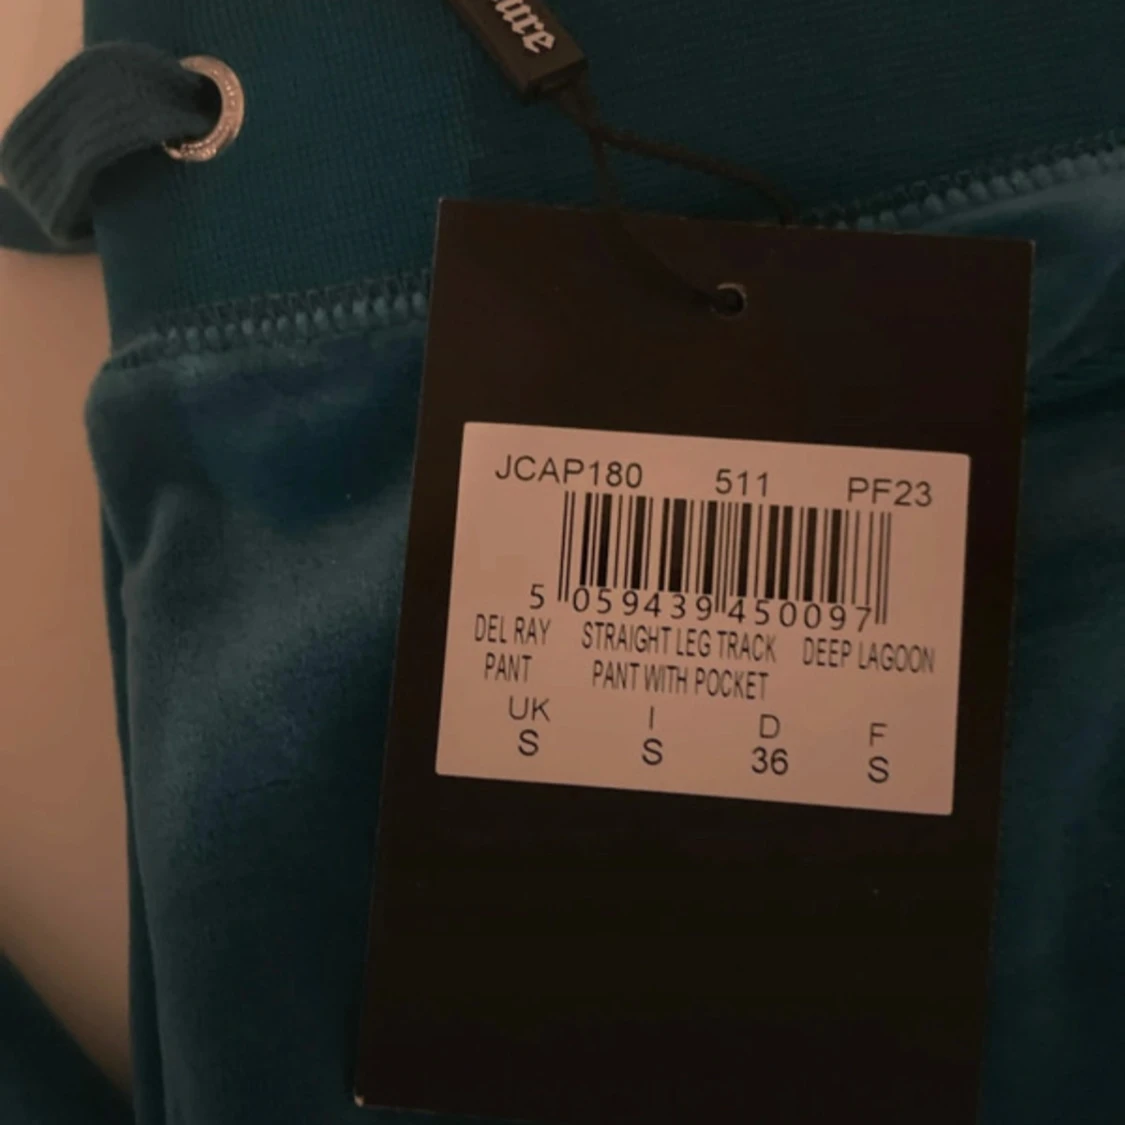 JCAP180 511 PF23
5 059439 450097
DEL RAY PANT
STRAIGHT LEG TRACK PANT WITH POCKET
DEEP LAGOON
UK I D F
S S 36 S